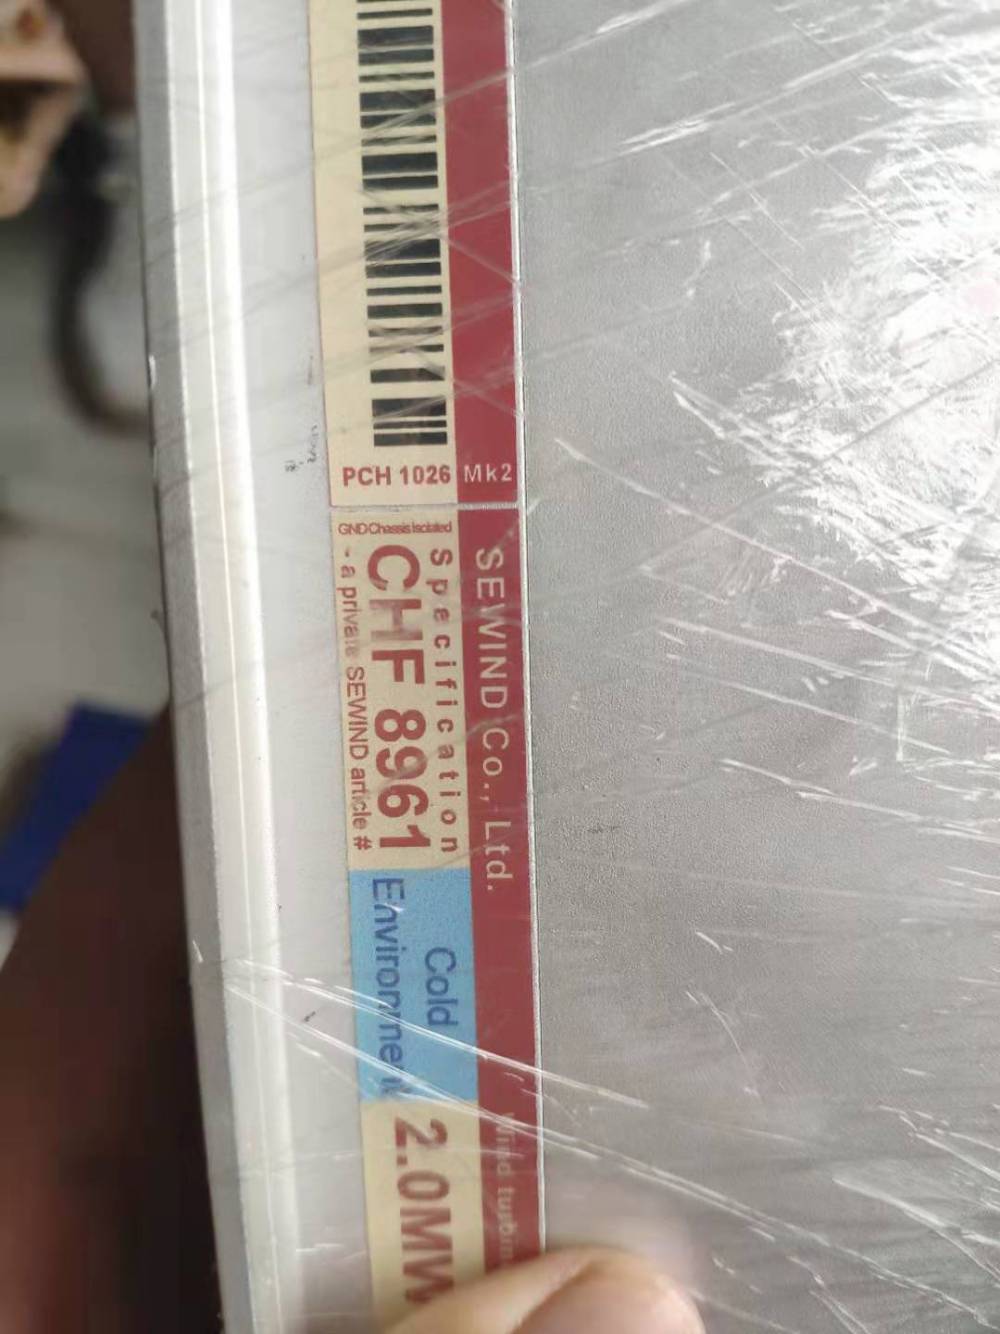 PCH 1026 Mk2
GND Chassis Isolated
SEWIND Co., Ltd.
Specification
CHF 8961
- a private SEWIND article #
Cold
Environment
2.0MW
Wind